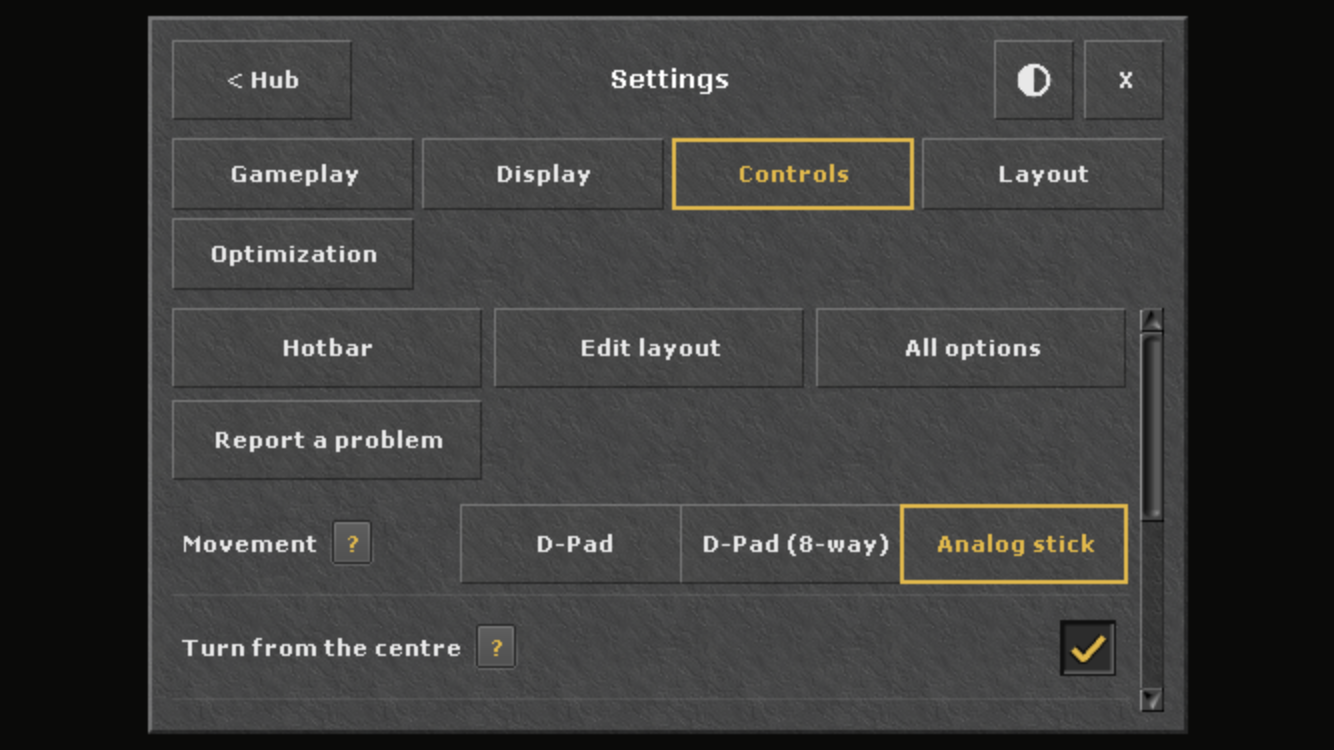 < Hub
Settings
x
Gameplay
Display
Controls
Layout
Optimization
Hotbar
Edit layout
All options
Report a problem
Movement ?
D-Pad
D-Pad (8-way)
Analog stick
Turn from the centre ?